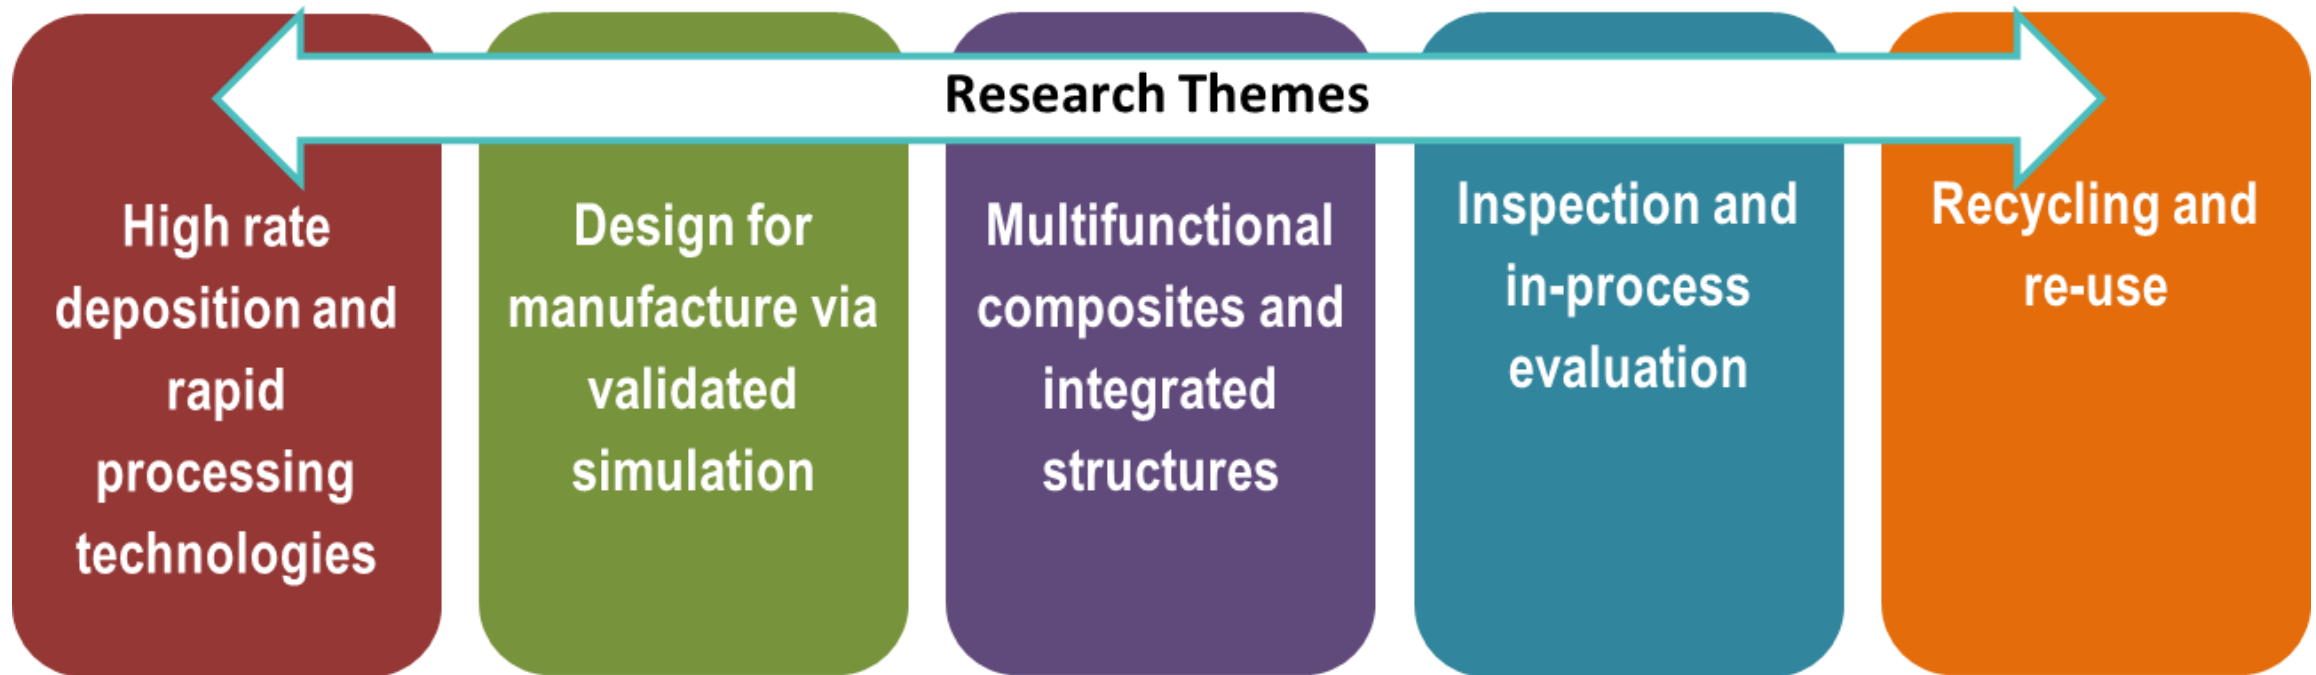 Research Themes
High rate
deposition and
rapid
processing
technologies
Design for
manufacture via
validated
simulation
Multifunctional
composites and
integrated
structures
Inspection and
in-process
evaluation
Recycling and
re-use